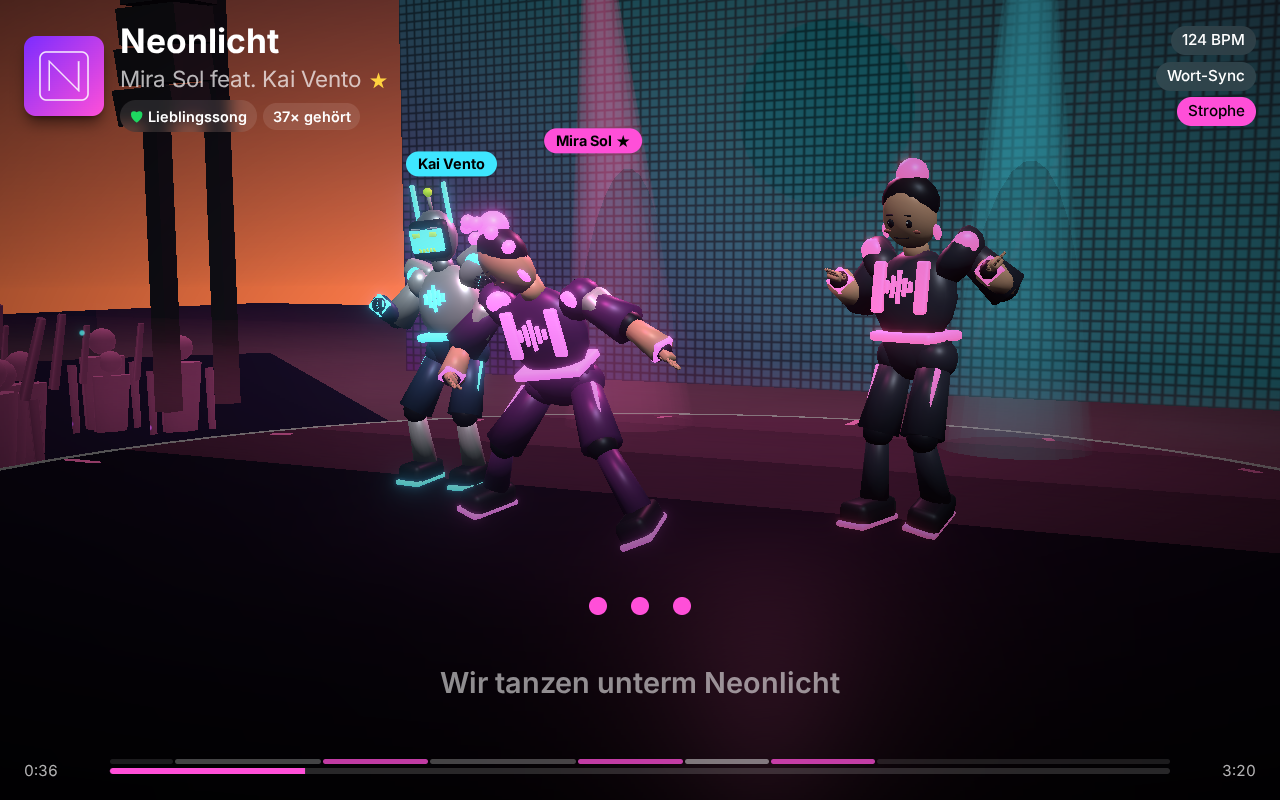 Neonlicht
Mira Sol feat. Kai Vento ★
Lieblingssong
37× gehört
124 BPM
Wort-Sync
Strophe
Mira Sol ★
Kai Vento
Wir tanzen unterm Neonlicht
0:36
3:20